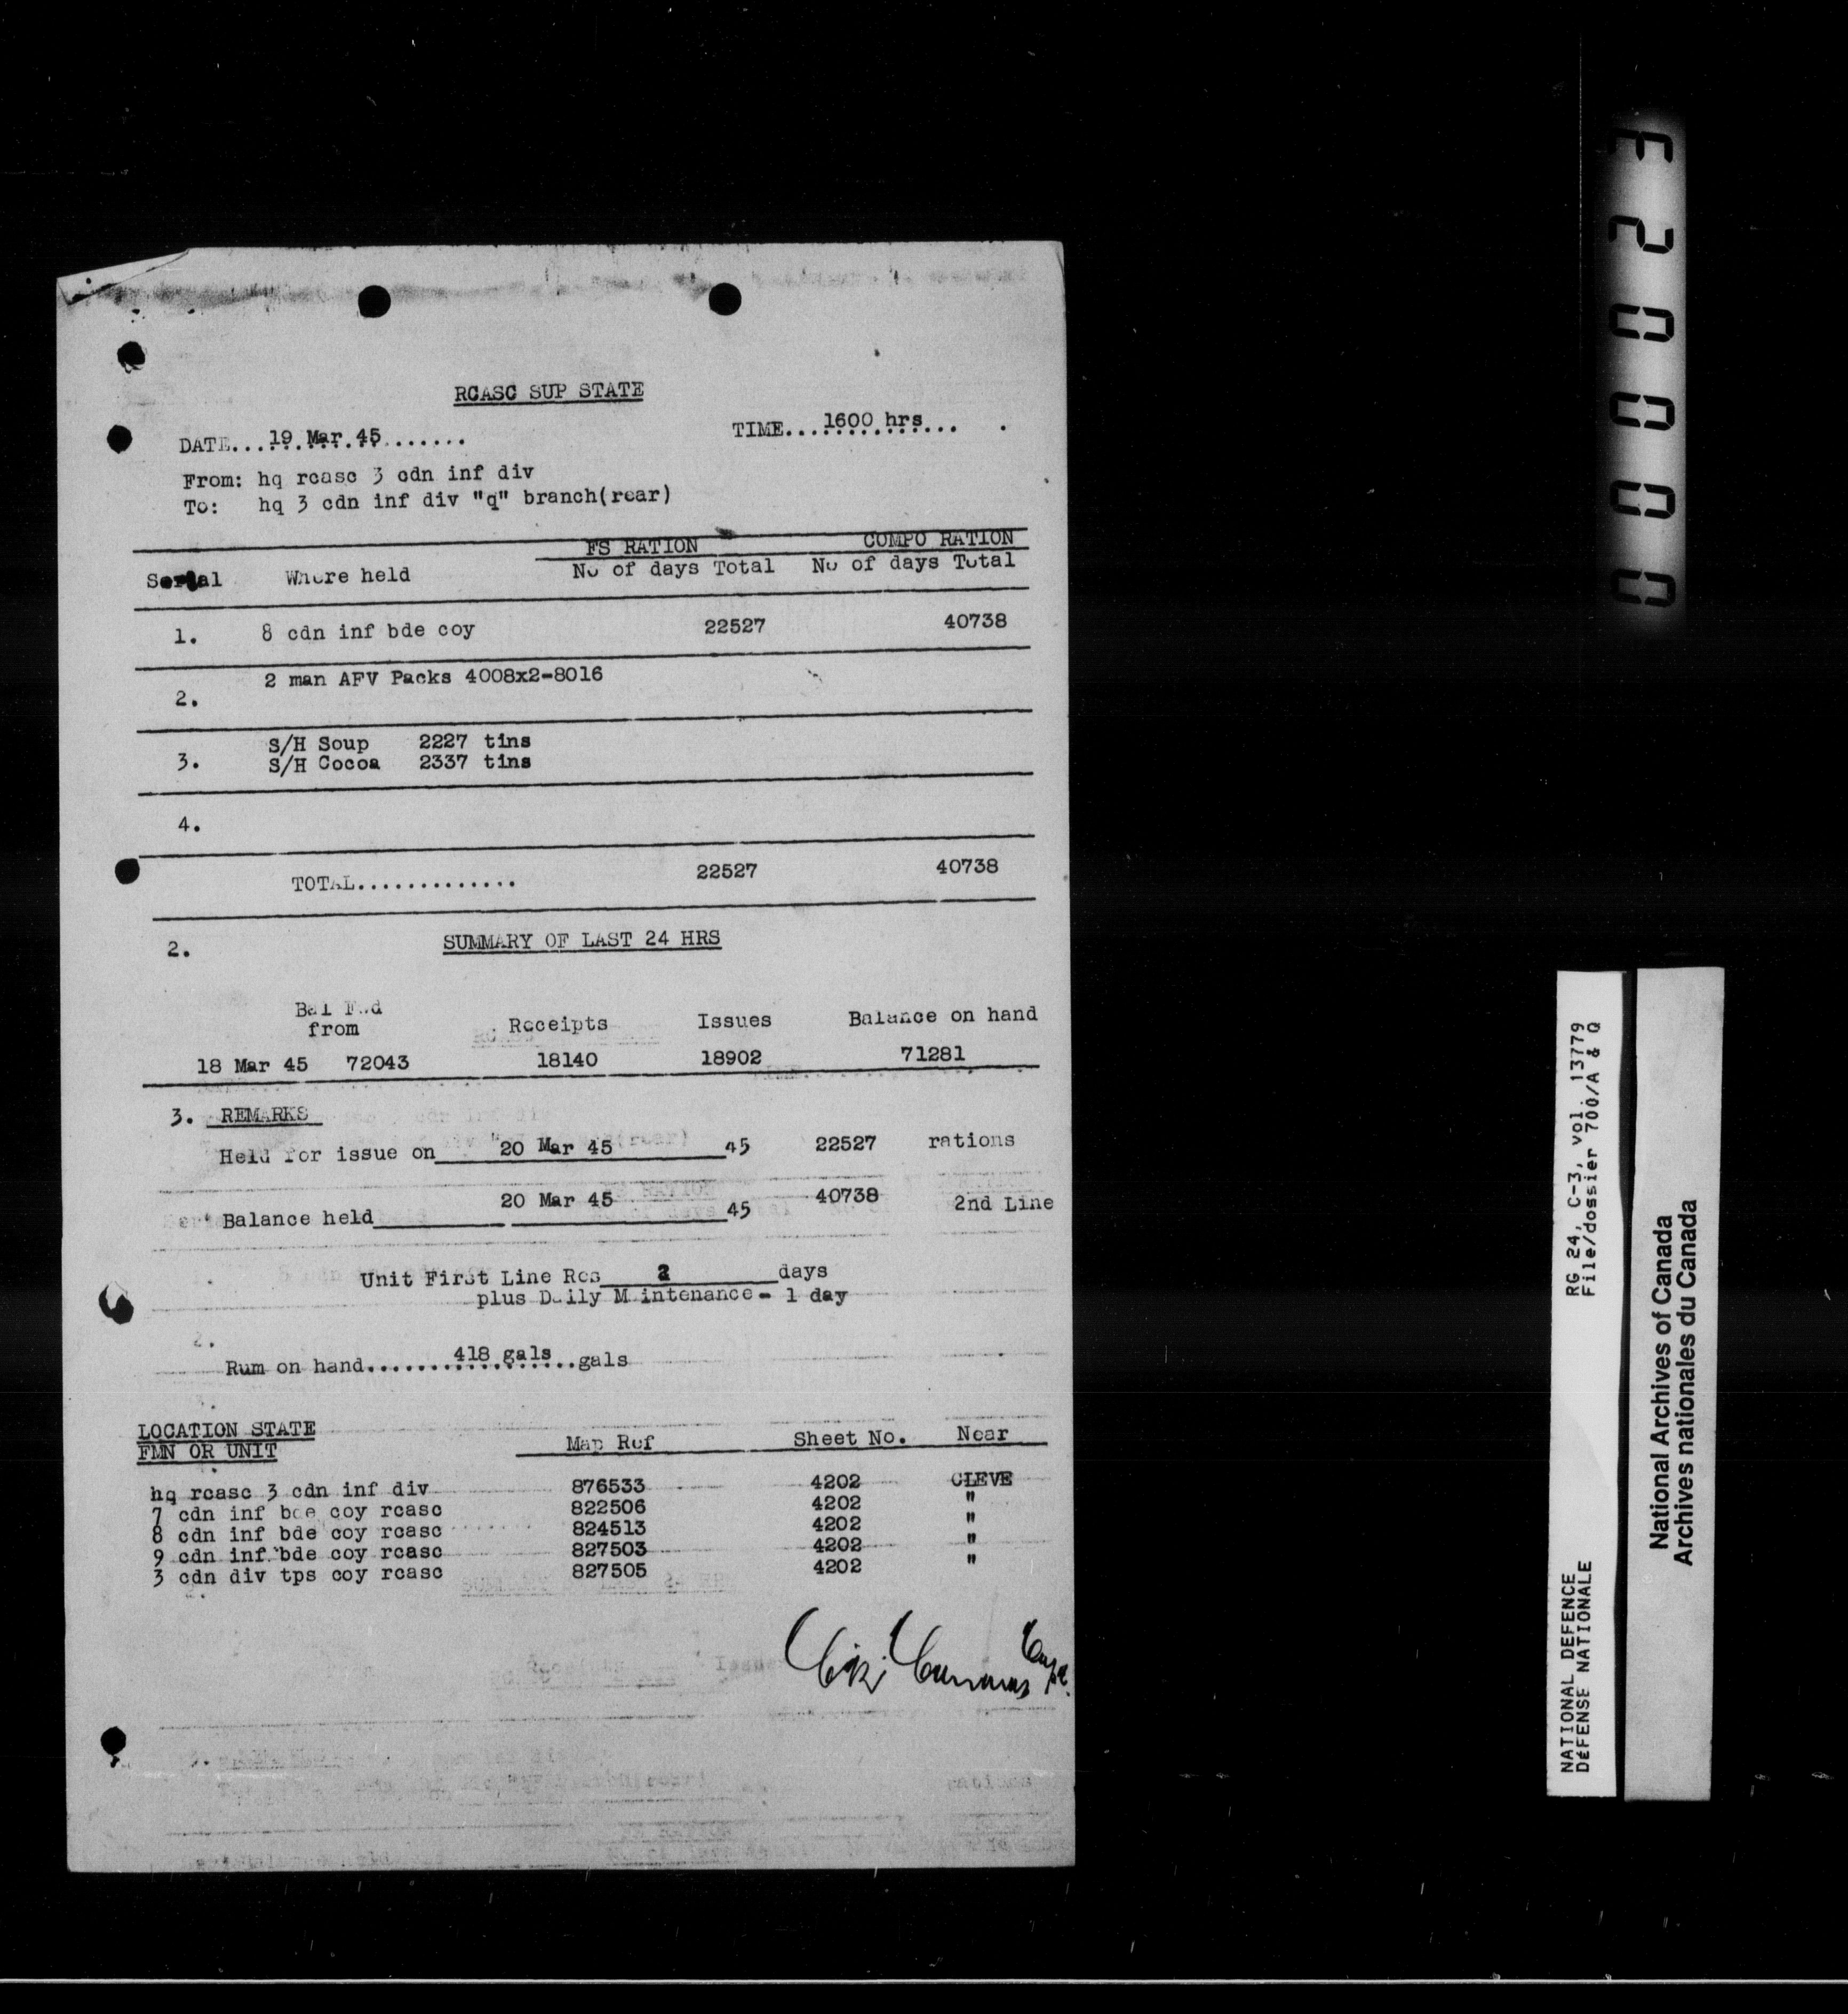 RCASC SUP STATE
DATE...19 Mar 45.......
TIME...1600 hrs... .
From: hq rcasc 3 cdn inf div
To: hq 3 cdn inf div "q" branch(rear)
FS RATION COMPO RATION
Serial Where held No of days Total No of days Total
1. 8 cdn inf bde coy 22527 40738
2. 2 man AFV Packs 4008x2-8016
3. S/H Soup 2227 tins
S/H Cocoa 2337 tins
4.
TOTAL............. 22527 40738
2. SUMMARY OF LAST 24 HRS
Bal Fwd
from Receipts Issues Balance on hand
18 Mar 45 72043 18140 18902 71281
3. REMARKS
Held for issue on 20 Mar 45 45 22527 rations
Balance held 20 Mar 45 45 40738 2nd Line
Unit First Line Res 2 days
plus Daily Maintenance - 1 day
Rum on hand......418 gals......gals
LOCATION STATE
FMN OR UNIT Map Ref Sheet No. Near
hq rcasc 3 cdn inf div 876533 4202 CLEVE
7 cdn inf bde coy rcasc 822506 4202 "
8 cdn inf bde coy rcasc 824513 4202 "
9 cdn inf bde coy rcasc 827503 4202 "
3 cdn div tps coy rcasc 827505 4202 "
Capt.
NATIONAL DEFENCE RG 24, C-3, vol. 13779
DÉFENSE NATIONALE File/dossier 700/A & Q
National Archives of Canada
Archives nationales du Canada